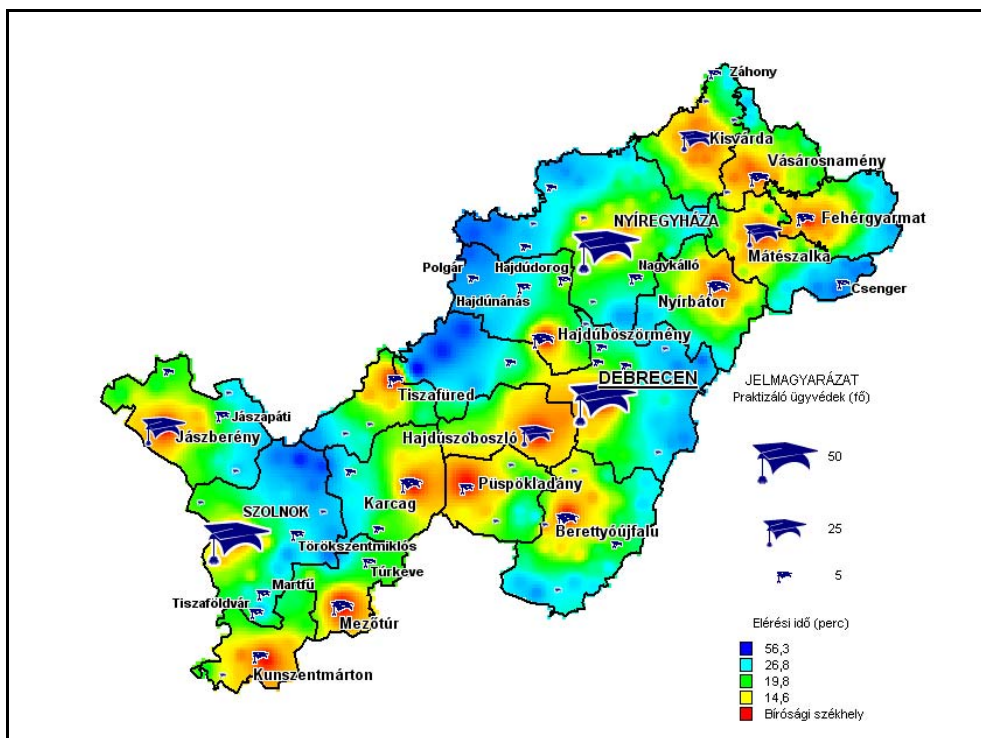 Záhony
Kisvárda
Vásárosnamény
NYÍREGYHÁZA
Fehérgyarmat
Mátészalka
Polgár
Hajdúdorog
Nagykálló
Csenger
Hajdúnánás
Nyírbátor
Hajdúböszörmény
DEBRECEN
Tiszafüred
Jászapáti
Jászberény
Hajdúszoboszló
Karcag
Püspökladány
SZOLNOK
Berettyóújfalu
Törökszentmiklós
Túrkeve
Martfű
Tiszaföldvár
Mezőtúr
Kunszentmárton
JELMAGYARÁZAT
Praktizáló ügyvédek (fő)
50
25
5
Elérési idő (perc)
56,3
26,8
19,8
14,6
Bírósági székhely